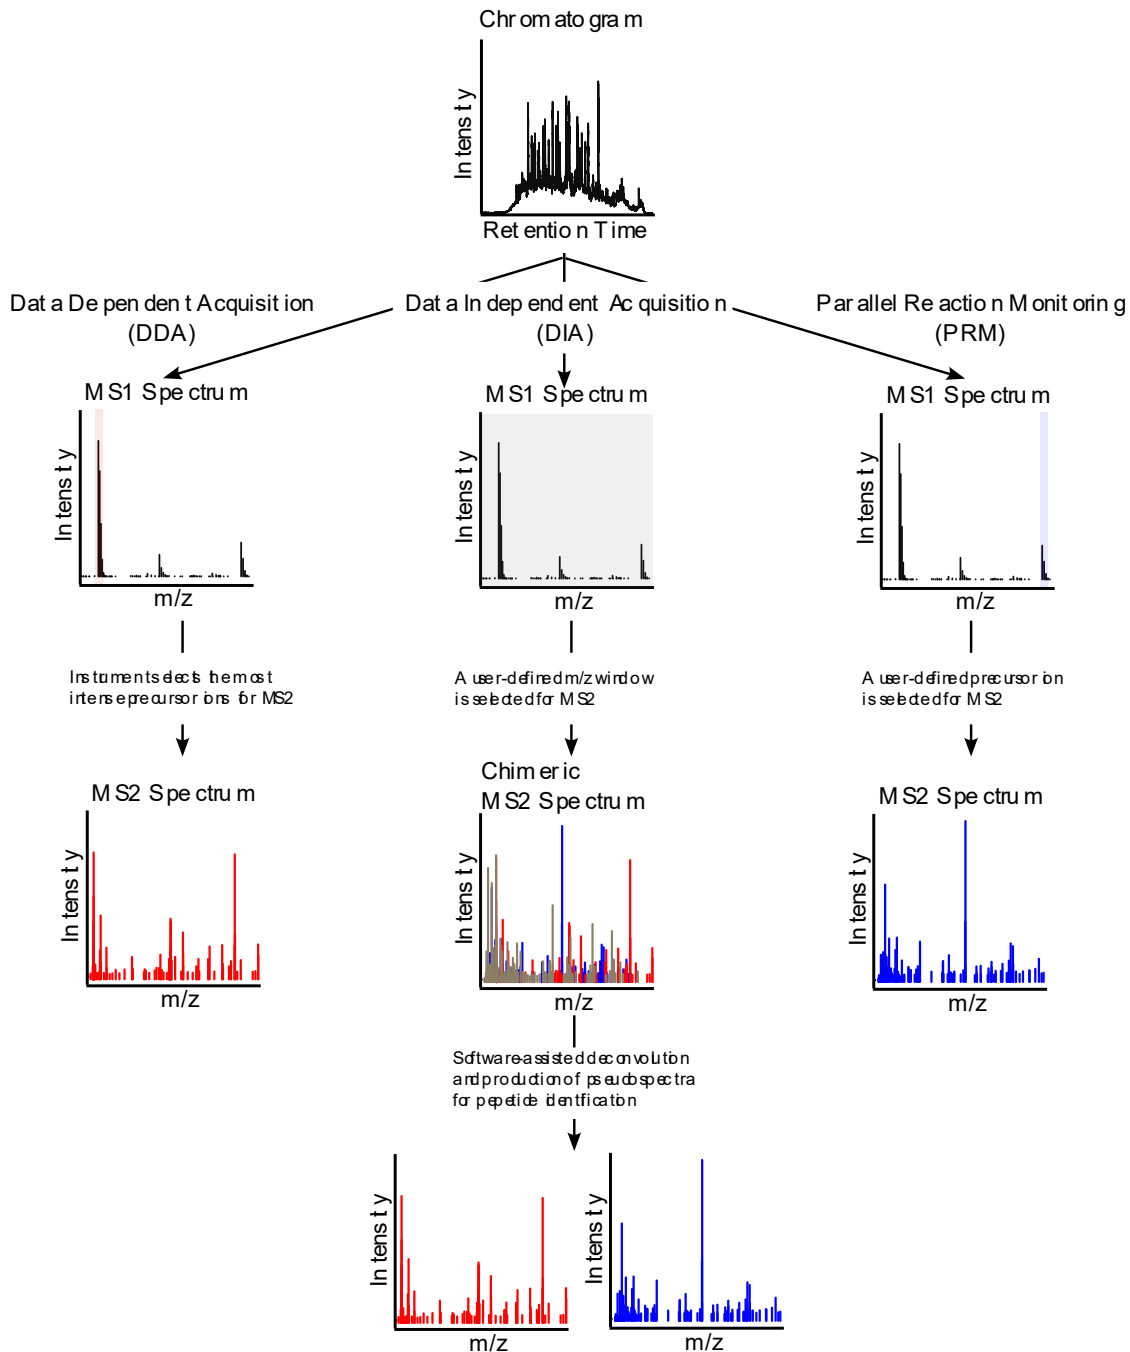 Chromatogram
Intensity
Retention Time
Data Dependent Acquisition
(DDA)
Data Independent Acquisition
(DIA)
Parallel Reaction Monitoring
(PRM)
MS1 Spectrum
Intensity
m/z
MS1 Spectrum
Intensity
m/z
MS1 Spectrum
Intensity
m/z
Instrument selects the most
intense precursor ions for MS2
A user-defined m/z window
is selected for MS2
A user-defined precursor ion
is selected for MS2
MS2 Spectrum
Intensity
m/z
Chimeric
MS2 Spectrum
Intensity
m/z
MS2 Spectrum
Intensity
m/z
Software-assisted deconvolution
and production of pseudospectra
for pepetide identification
Intensity
m/z
Intensity
m/z